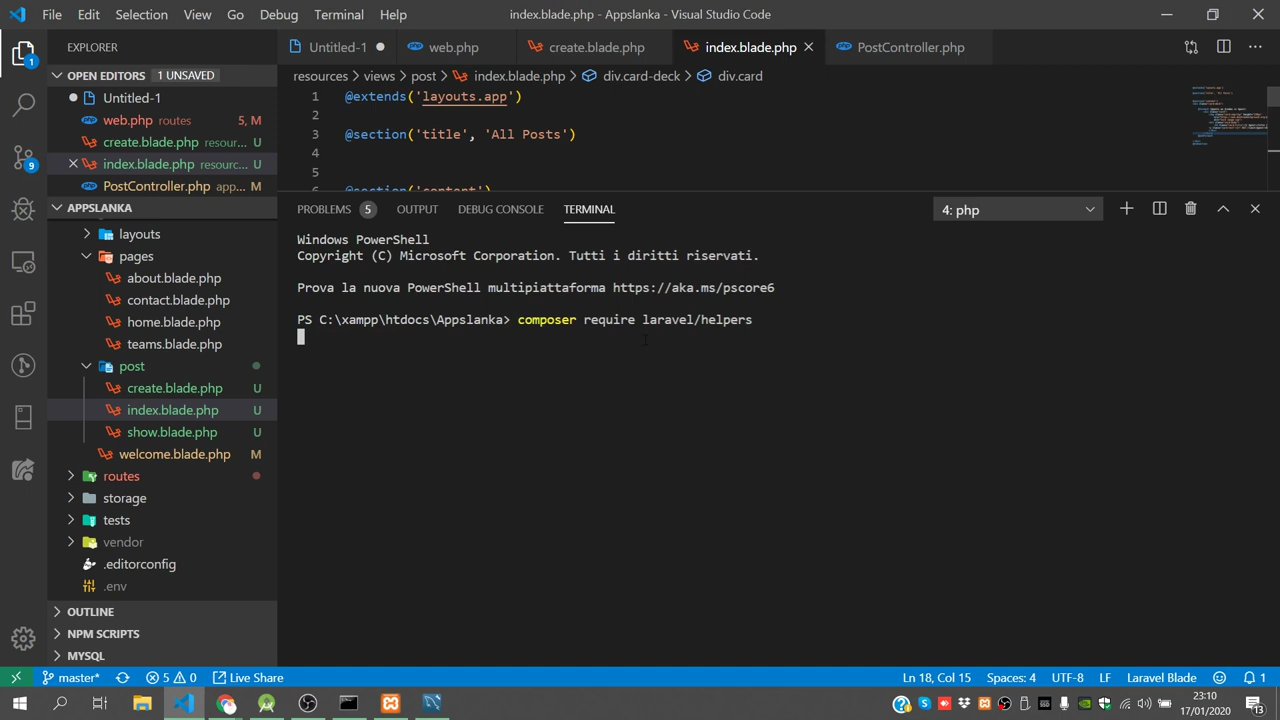 File Edit Selection View Go Debug Terminal Help index.blade.php - Appslanka - Visual Studio Code
EXPLORER
Untitled-1 web.php create.blade.php index.blade.php PostController.php
OPEN EDITORS 1 UNSAVED
Untitled-1
web.php routes 5, M
create.blade.php resour... U
index.blade.php resourc... U
PostController.php app... M
APPSLANKA
layouts
pages
about.blade.php
contact.blade.php
home.blade.php
teams.blade.php
post
create.blade.php U
index.blade.php U
show.blade.php U
welcome.blade.php M
routes
storage
tests
vendor
.editorconfig
.env
OUTLINE
NPM SCRIPTS
MYSQL
resources > views > post > index.blade.php > div.card-deck > div.card
1 @extends('layouts.app')
2
3 @section('title', 'All Posts')
4
5
6 @section('content')
PROBLEMS 5 OUTPUT DEBUG CONSOLE TERMINAL 4: php
Windows PowerShell
Copyright (C) Microsoft Corporation. Tutti i diritti riservati.
Prova la nuova PowerShell multipiattaforma https://aka.ms/pscore6
PS C:\xampp\htdocs\Appslanka> composer require laravel/helpers
master* 5 0 Live Share Ln 18, Col 15 Spaces: 4 UTF-8 LF Laravel Blade 1
23:10
17/01/2020
1
9
13